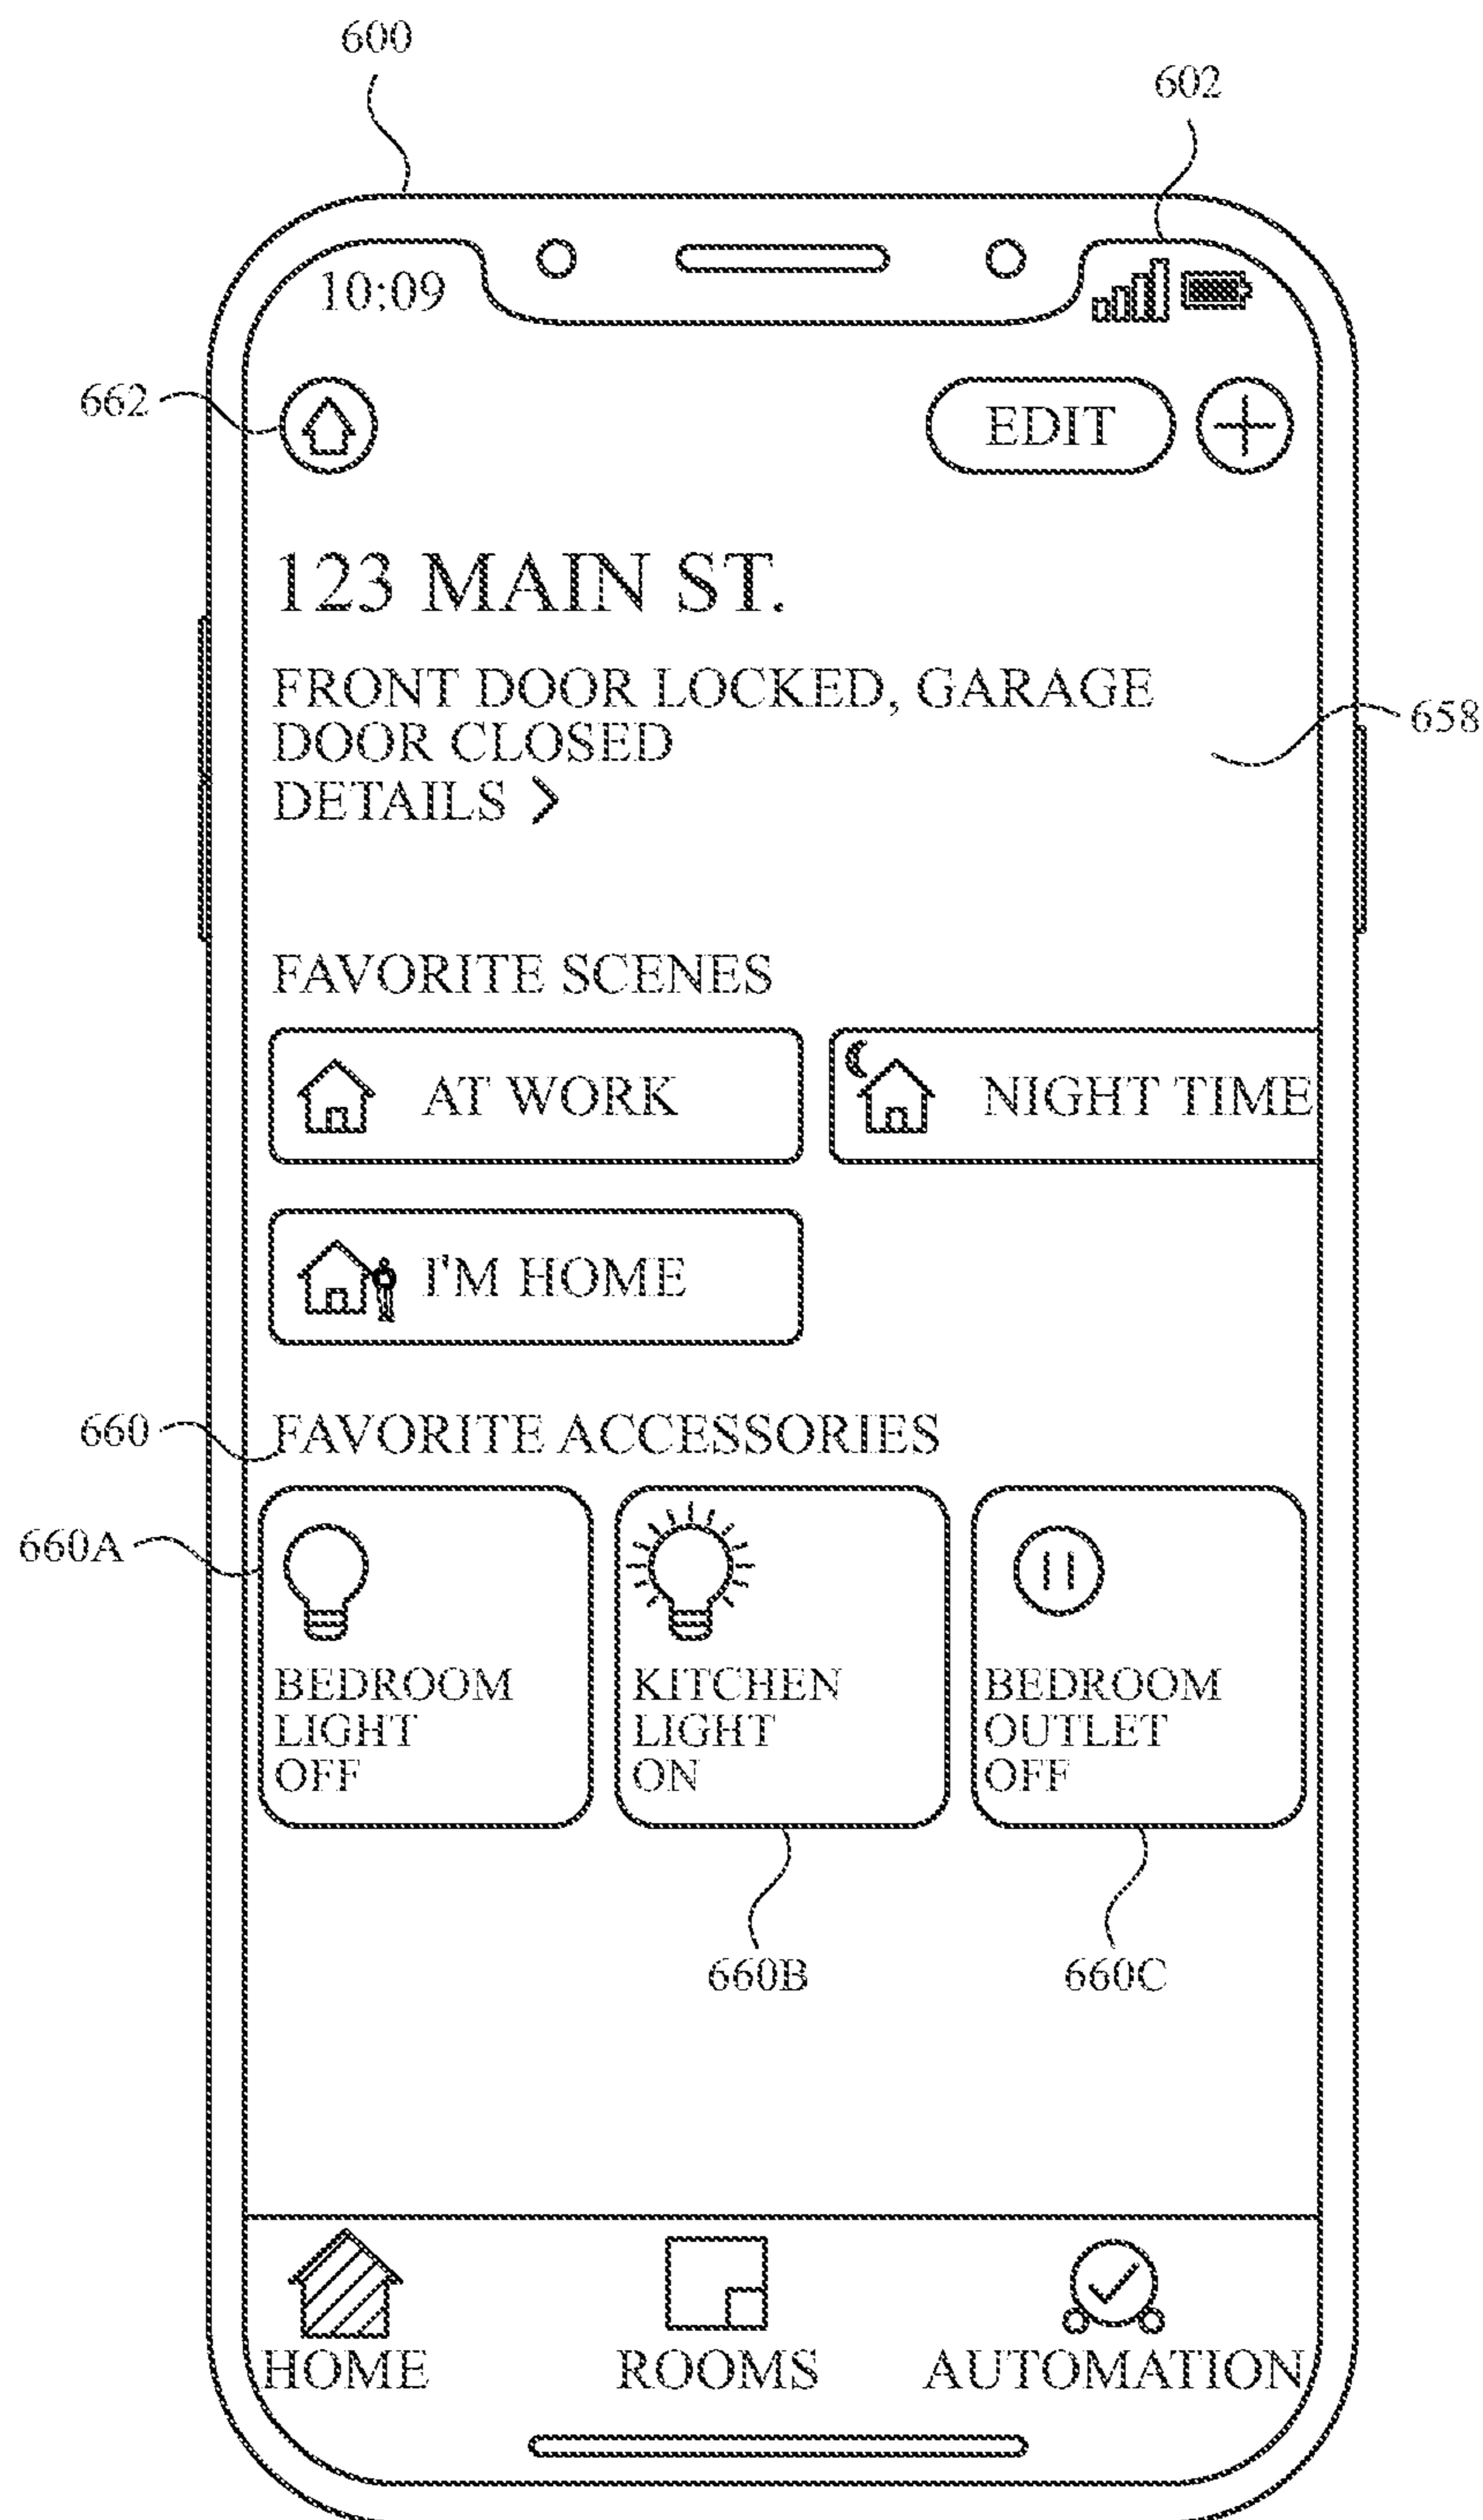 600
602
10:09
662
EDIT
123 MAIN ST.
FRONT DOOR LOCKED, GARAGE
DOOR CLOSED
658
DETAILS >
FAVORITE SCENES
AT WORK
NIGHT TIME
I'M HOME
660
FAVORITE ACCESSORIES
660A
BEDROOM
LIGHT
OFF
KITCHEN
LIGHT
ON
BEDROOM
OUTLET
OFF
660B
660C
HOME
ROOMS
AUTOMATION